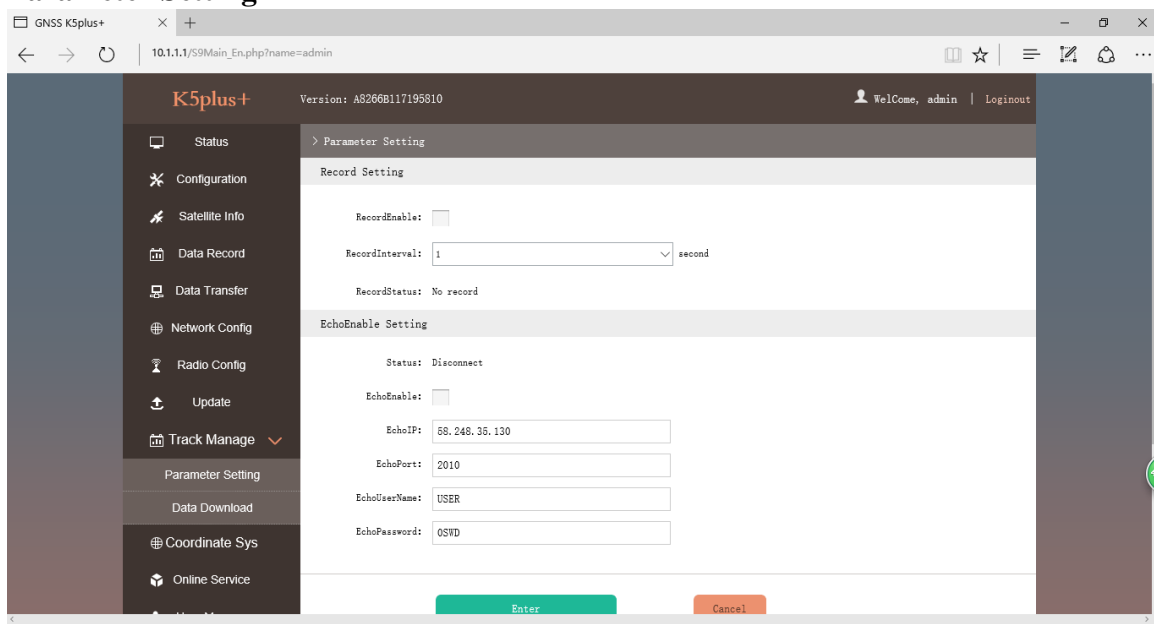 GNSS K5plus+
10.1.1.1/S9Main_En.php?name=admin
K5plus+
Version: A8266B117195810
WelCome, admin | Loginout
Status
> Parameter Setting
Configuration
Record Setting
Satellite Info
RecordEnable:
Data Record
RecordInterval: 1 second
Data Transfer
RecordStatus: No record
Network Config
EchoEnable Setting
Radio Config
Status: Disconnect
Update
EchoEnable:
Track Manage
EchoIP: 58.248.35.130
Parameter Setting
EchoPort: 2010
Data Download
EchoUserName: USER
Coordinate Sys
EchoPassword: 0SWD
Online Service
Enter
Cancel